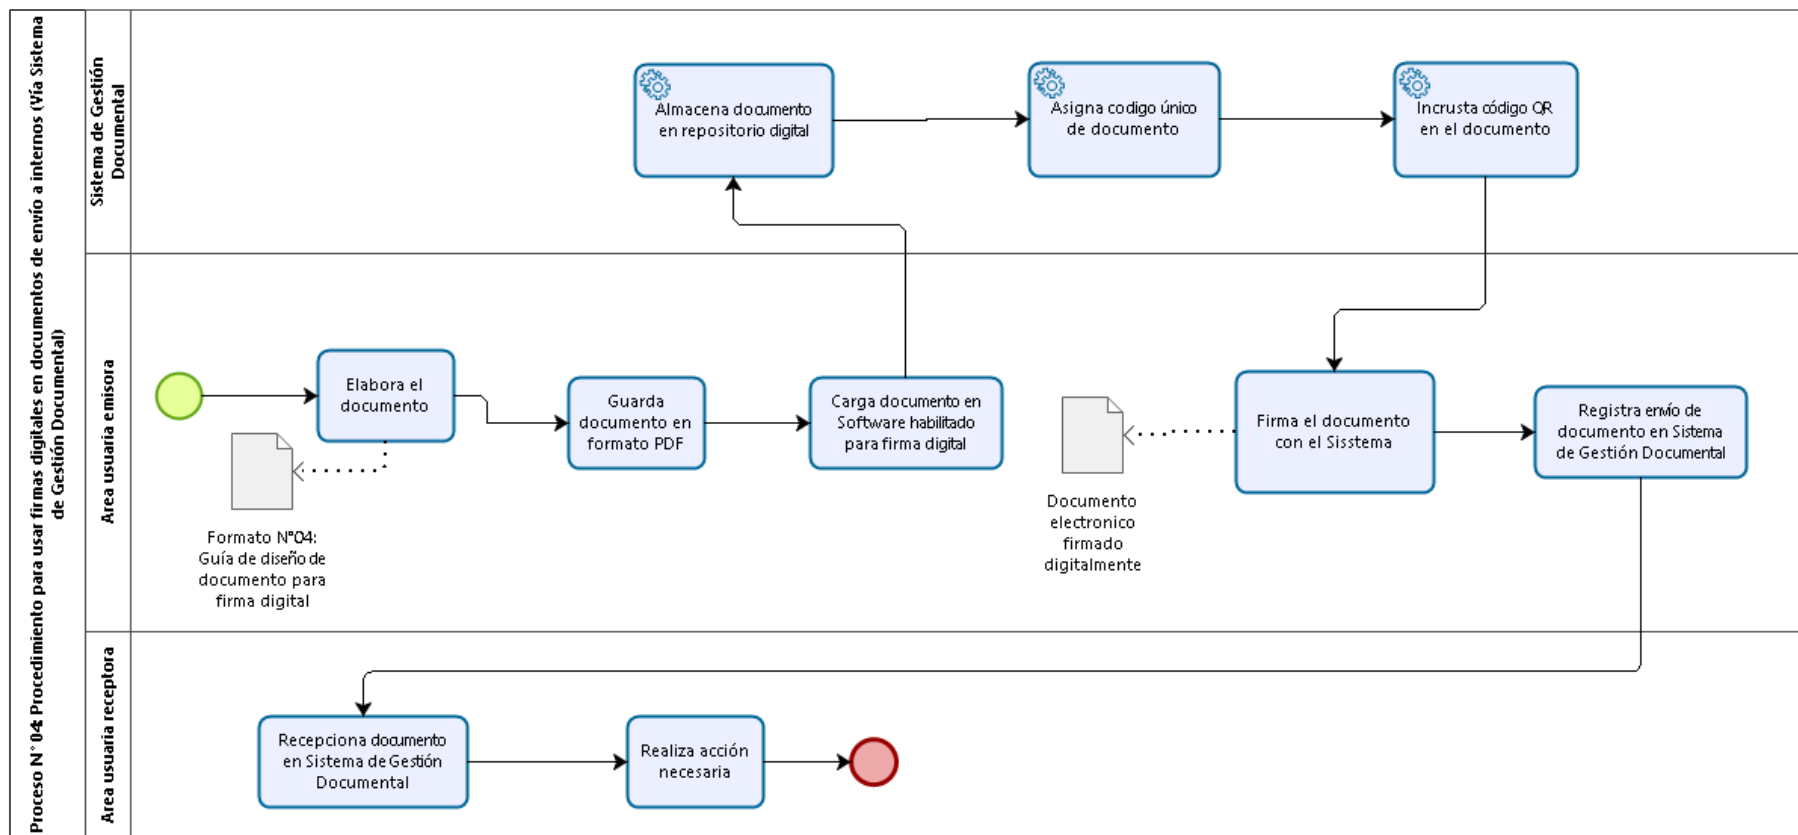 Proceso N° 04: Procedimiento para usar firmas digitales en documentos de envío a internos (Vía Sistema
de Gestión Documental)
Sistema de Gestión
Documental
Almacena documento
en repositorio digital
Asigna codigo único
de documento
Incrusta código QR
en el documento
Area usuaria emisora
Elabora el
documento
Formato N°04:
Guía de diseño de
documento para
firma digital
Guarda
documento en
formato PDF
Carga documento en
Software habilitado
para firma digital
Documento
electronico
firmado
digitalmente
Firma el documento
con el Sisstema
Registra envío de
documento en Sistema
de Gestión Documental
Area usuaria receptora
Recepciona documento
en Sistema de Gestión
Documental
Realiza acción
necesaria